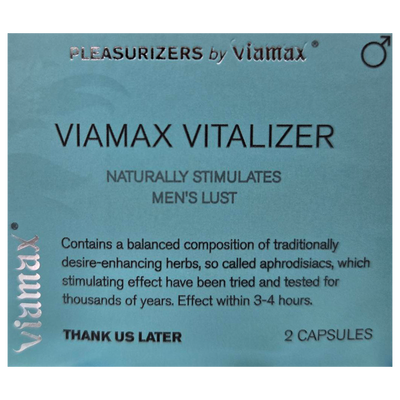 PLEASURIZERS by viamax®
VIAMAX VITALIZER
NATURALLY STIMULATES
MEN'S LUST
viamax®
Contains a balanced composition of traditionally
desire-enhancing herbs, so called aphrodisiacs, which
stimulating effect have been tried and tested for
thousands of years. Effect within 3-4 hours.
THANK US LATER
2 CAPSULES